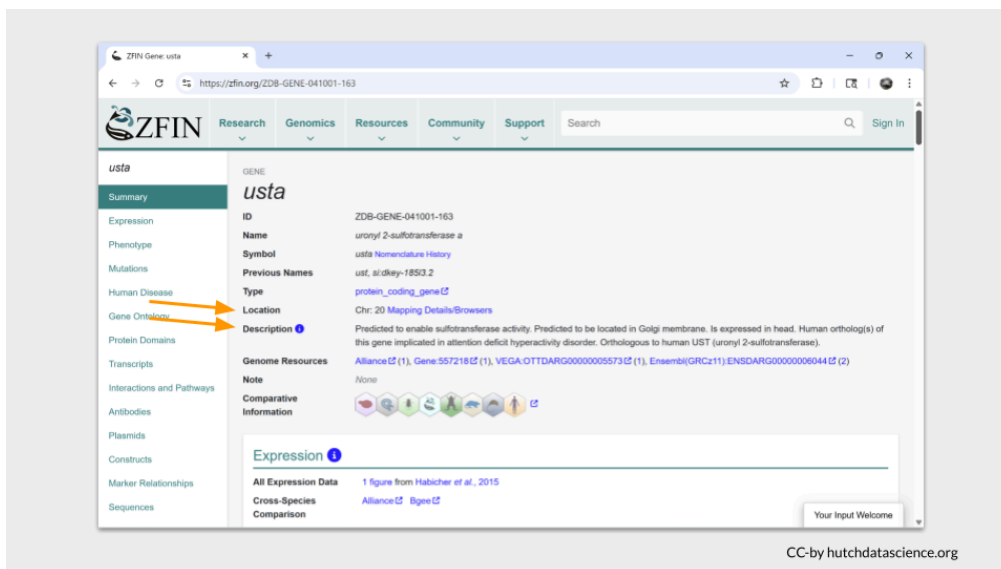 ZFIN Gene: usta
https://zfin.org/ZDB-GENE-041001-163
ZFIN
Research Genomics Resources Community Support Search Sign In
usta
Summary
Expression
Phenotype
Mutations
Human Disease
Gene Ontology
Protein Domains
Transcripts
Interactions and Pathways
Antibodies
Plasmids
Constructs
Marker Relationships
Sequences
GENE
usta
ID ZDB-GENE-041001-163
Name uronyl 2-sulfotransferase a
Symbol usta Nomenclature History
Previous Names ust, si:dkey-185l3.2
Type protein_coding_gene
Location Chr: 20 Mapping Details/Browsers
Description Predicted to enable sulfotransferase activity. Predicted to be located in Golgi membrane. Is expressed in head. Human ortholog(s) of
this gene implicated in attention deficit hyperactivity disorder. Orthologous to human UST (uronyl 2-sulfotransferase).
Genome Resources Alliance (1), Gene:557218 (1), VEGA:OTTDARG00000005573 (1), Ensembl(GRCz11):ENSDARG00000006044 (2)
Note None
Comparative
Information
Expression
All Expression Data 1 figure from Habicher et al., 2015
Cross-Species Alliance Bgee
Comparison
Your Input Welcome
CC-by hutchdatascience.org